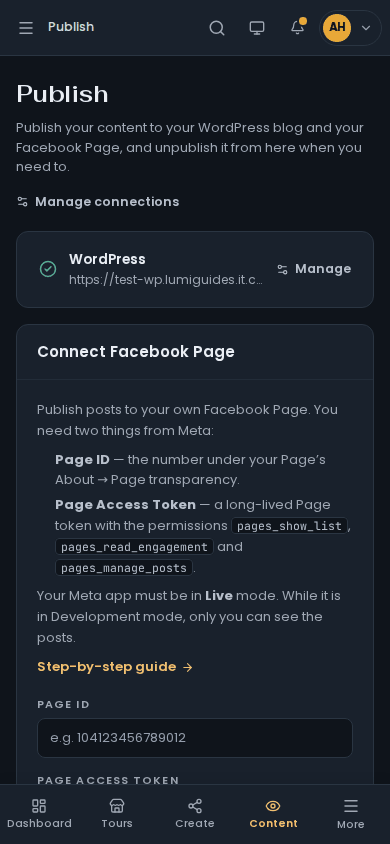 Publish
AH
Publish
Publish your content to your WordPress blog and your
Facebook Page, and unpublish it from here when you
need to.
Manage connections
WordPress
https://test-wp.lumiguides.it.c…
Manage
Connect Facebook Page
Publish posts to your own Facebook Page. You
need two things from Meta:
Page ID — the number under your Page’s
About → Page transparency.
Page Access Token — a long-lived Page
token with the permissions pages_show_list,
pages_read_engagement and
pages_manage_posts.
Your Meta app must be in Live mode. While it is
in Development mode, only you can see the
posts.
Step-by-step guide →
PAGE ID
e.g. 104123456789012
PAGE ACCESS TOKEN
Dashboard
Tours
Create
Content
More